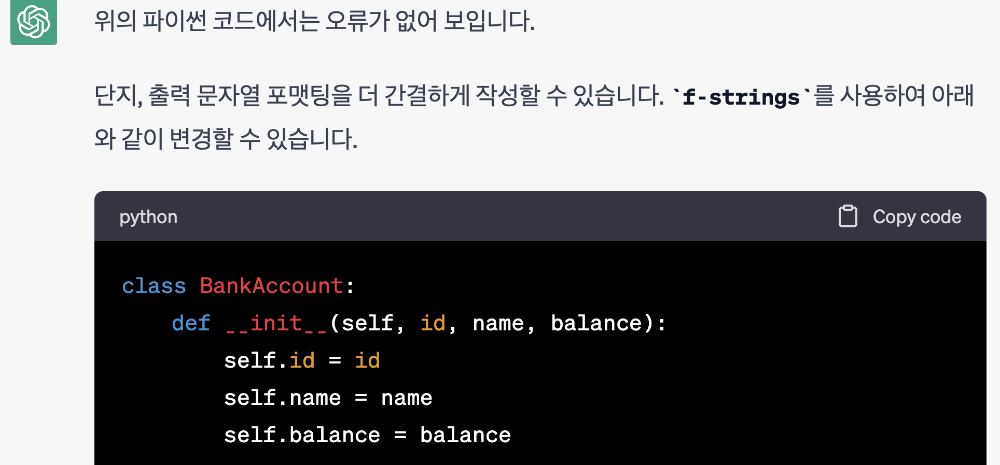 위의 파이썬 코드에서는 오류가 없어 보입니다.
단지, 출력 문자열 포맷팅을 더 간결하게 작성할 수 있습니다. `f-strings`를 사용하여 아래
와 같이 변경할 수 있습니다.
python Copy code
class BankAccount:
    def __init__(self, id, name, balance):
        self.id = id
        self.name = name
        self.balance = balance